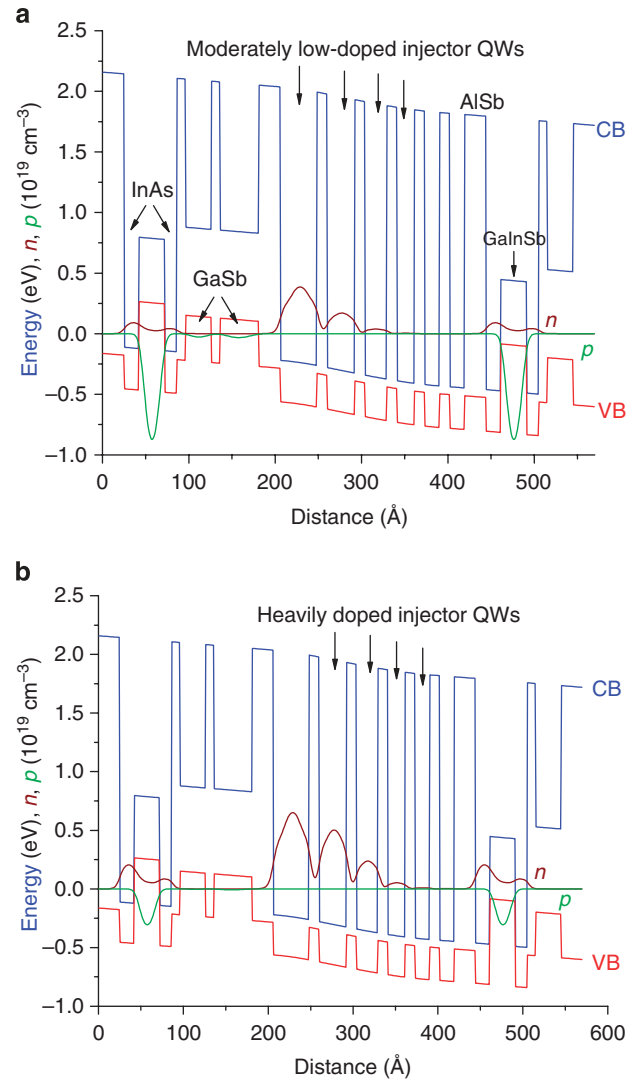 a
Moderately low-doped injector QWs
AlSb
CB
InAs
GaSb
GaInSb
n
p
VB
Energy (eV), n, p (10¹⁹ cm⁻³)
2.5
2.0
1.5
1.0
0.5
0.0
−0.5
−1.0
0 100 200 300 400 500
Distance (Å)
b
Heavily doped injector QWs
CB
n
p
VB
Energy (eV), n, p (10¹⁹ cm⁻³)
2.5
2.0
1.5
1.0
0.5
0.0
−0.5
−1.0
0 100 200 300 400 500 600
Distance (Å)